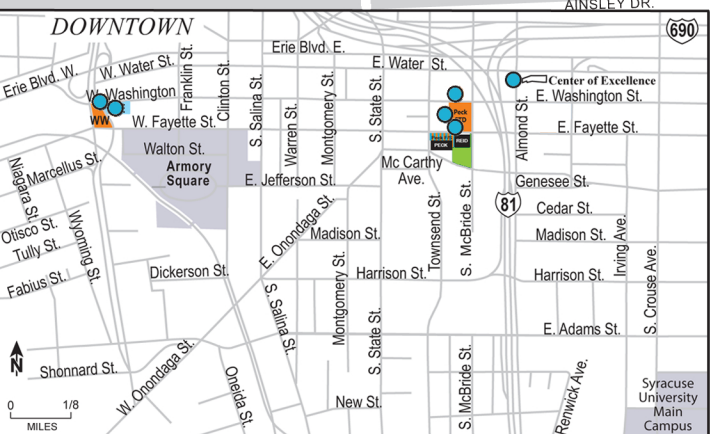 AINSLEY DR.
DOWNTOWN
690
Erie Blvd. E.
E. Water St.
W. Water St.
Erie Blvd. W.
Center of Excellence
W. Washington
E. Washington St.
WW
Peck
W. Fayette St.
E. Fayette St.
Franklin St.
Clinton St.
S. Salina St.
Warren St.
Montgomery St.
S. State St.
Almond St.
PECK
REID
Walton St.
Armory
Square
Mc Carthy
Ave.
Niagara St.
Marcellus St.
E. Jefferson St.
Genesee St.
81
Cedar St.
Otisco St.
Tully St.
Wyoming St.
E. Onondaga St.
Madison St.
Townsend St.
S. McBride St.
Madison St.
Irving Ave.
S. Crouse Ave.
Fabius St.
Dickerson St.
Harrison St.
Harrison St.
S. Salina St.
Montgomery St.
S. State St.
E. Adams St.
N
Shonnard St.
W. Onondaga St.
Oneida St.
New St.
S. McBride St.
Renwick Ave.
Syracuse
University
Main
Campus
0 1/8
MILES